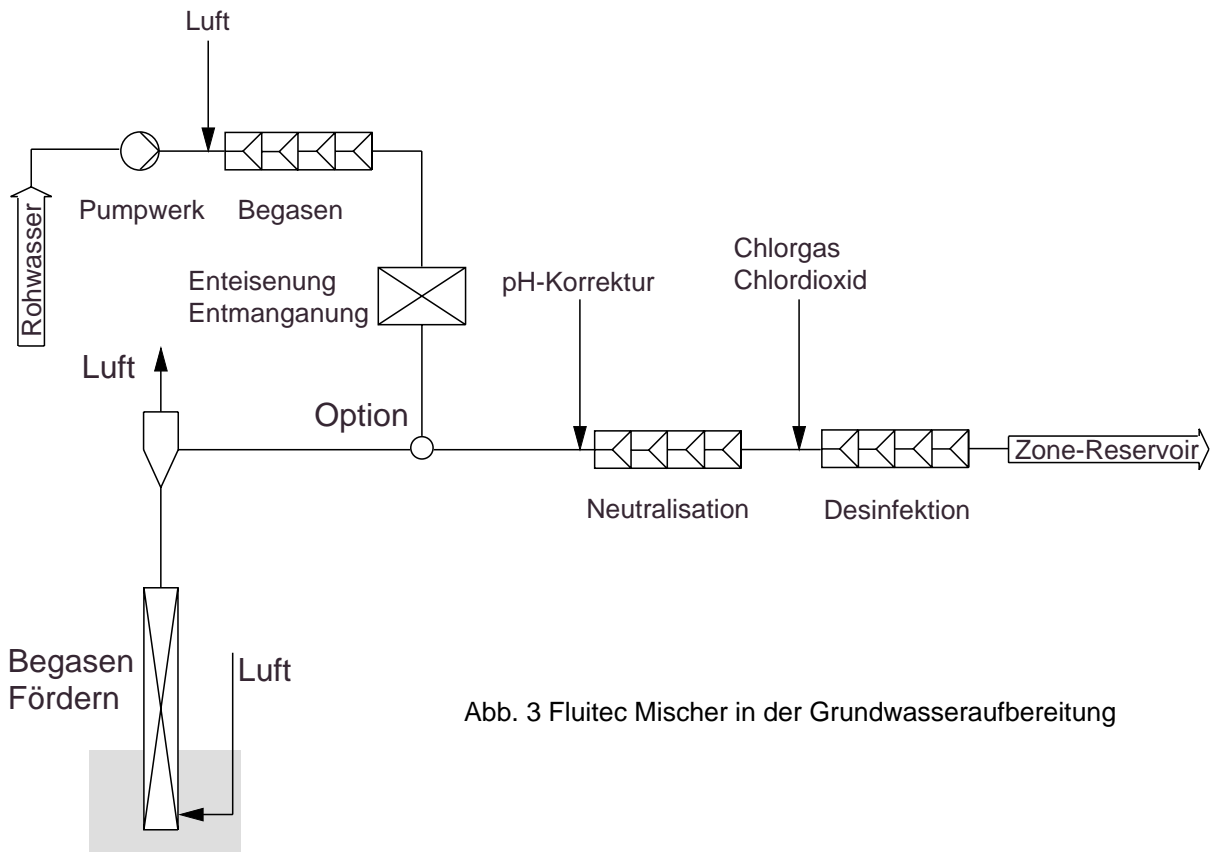 Luft
Rohwasser
Pumpwerk
Begasen
Enteisenung
Entmanganung
pH-Korrektur
Chlorgas
Chlordioxid
Luft
Option
Zone-Reservoir
Neutralisation
Desinfektion
Begasen
Fördern
Luft
Abb. 3 Fluitec Mischer in der Grundwasseraufbereitung